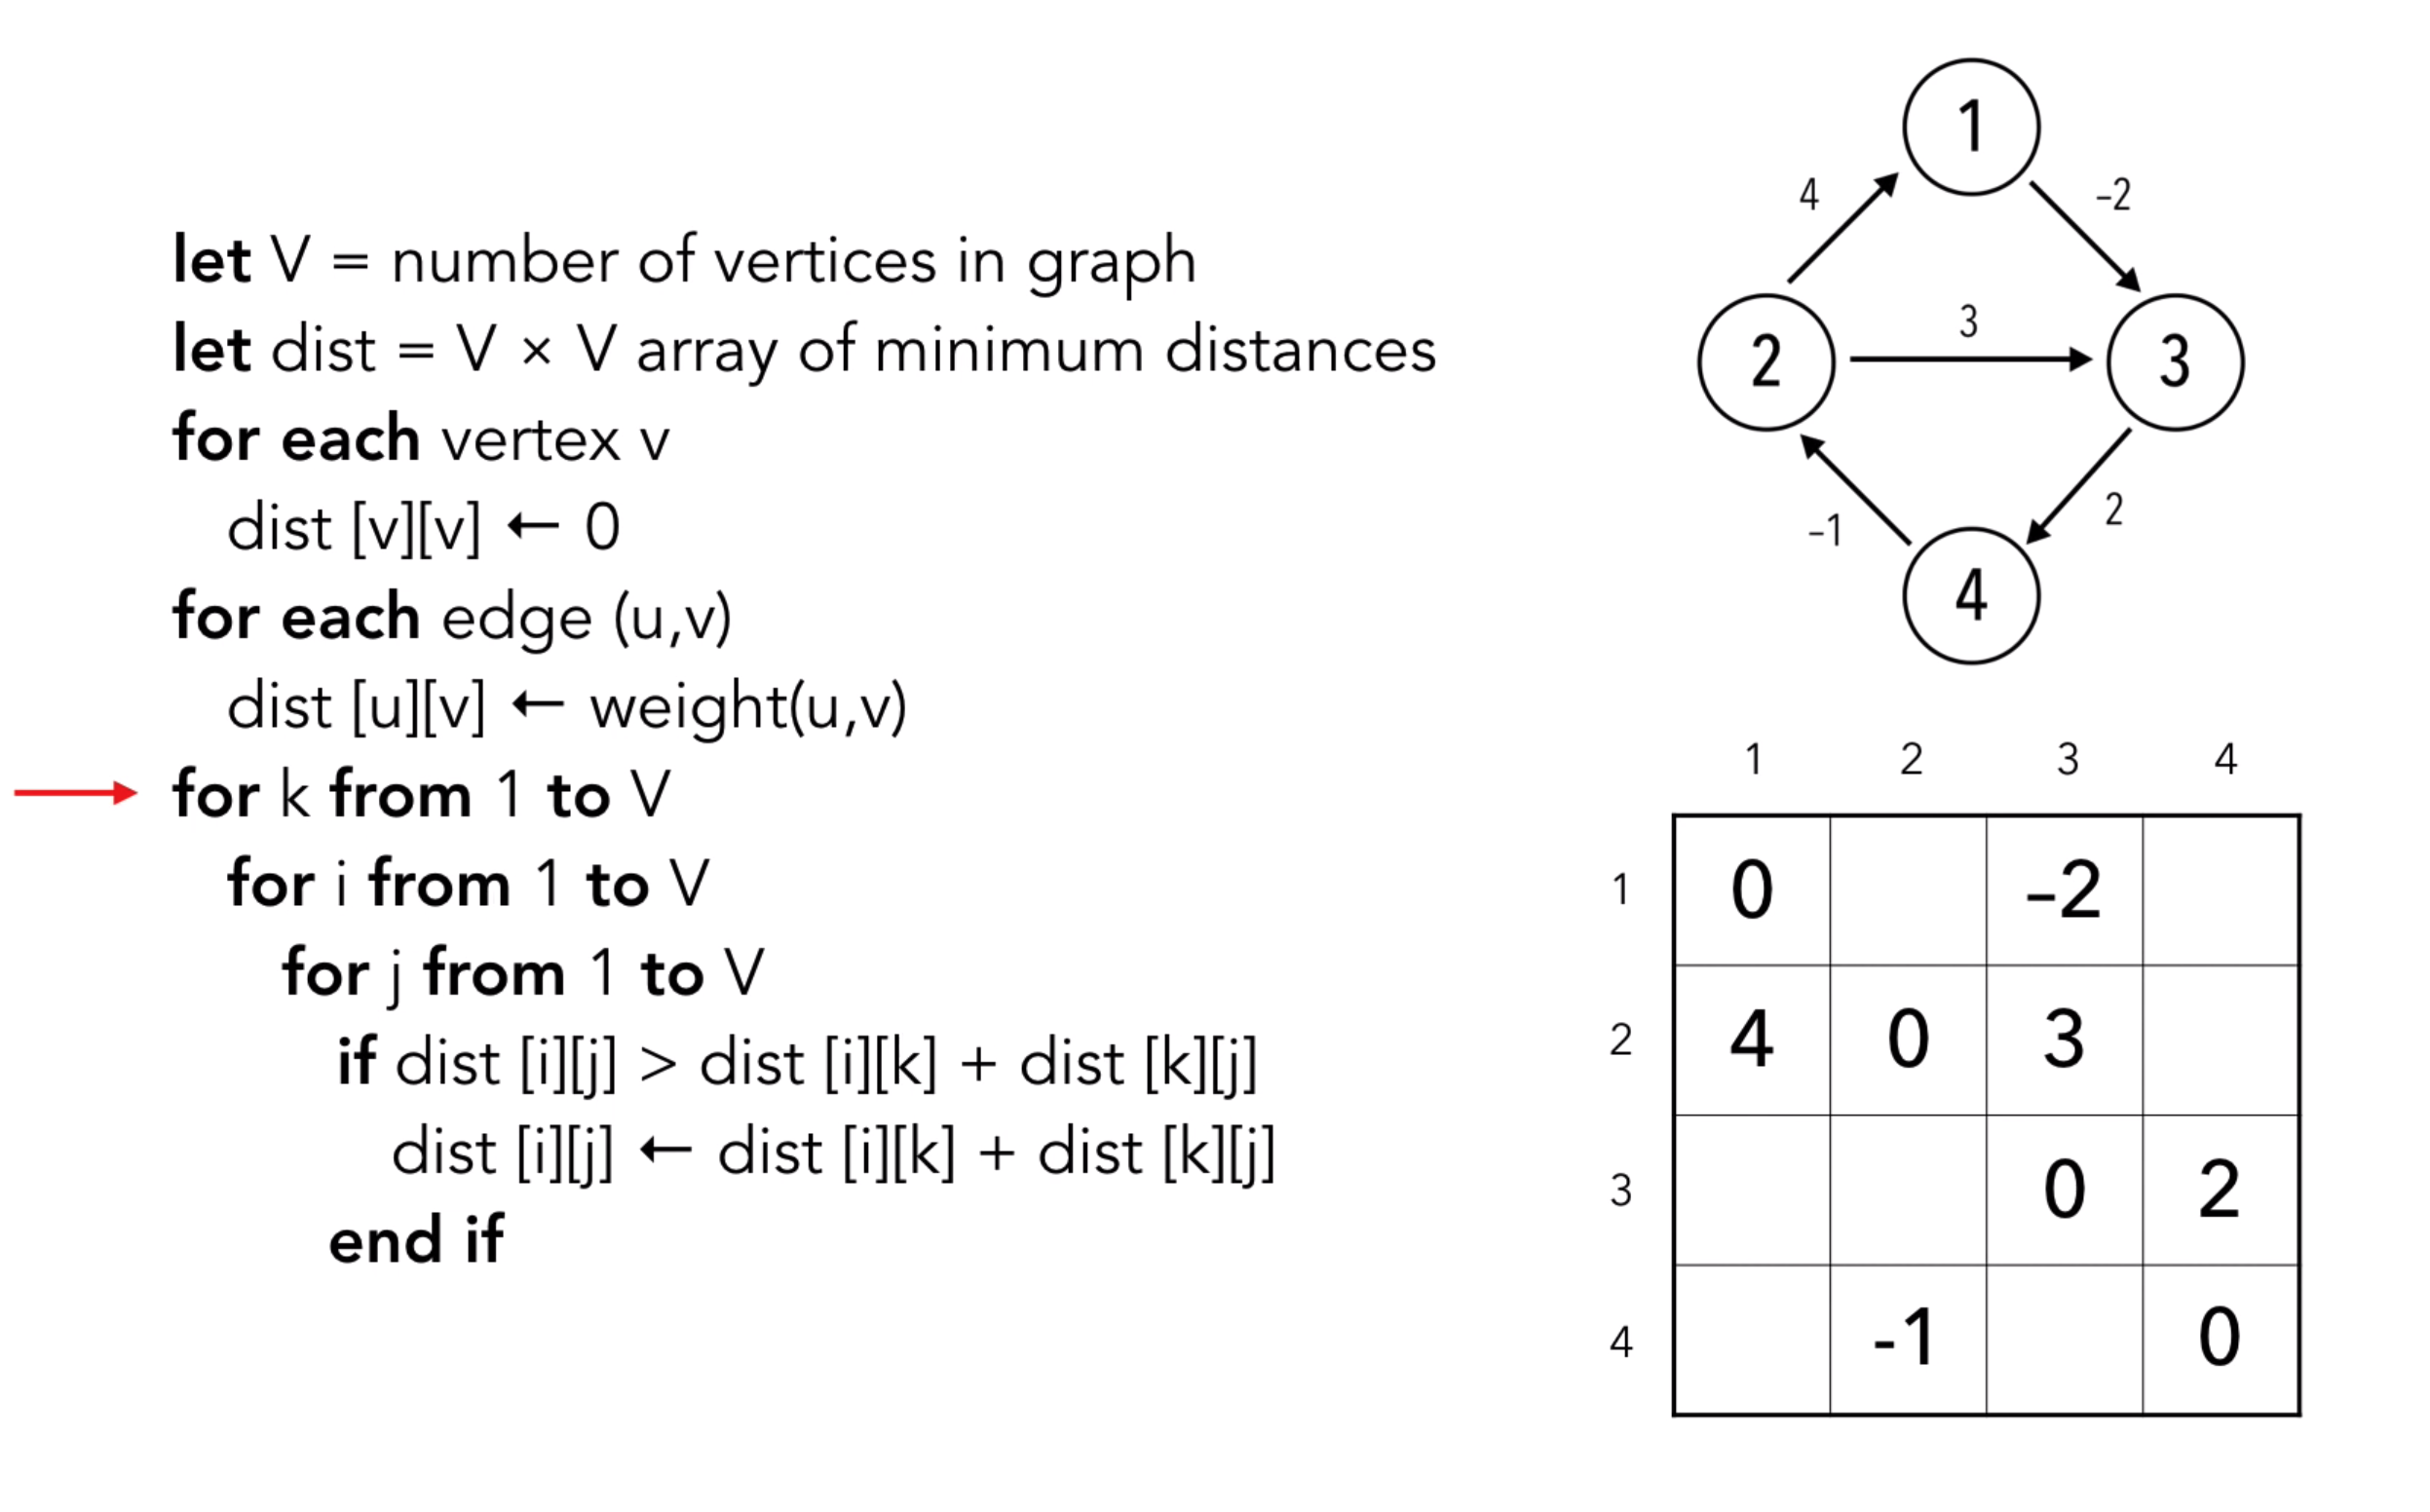 let V = number of vertices in graph
let dist = V × V array of minimum distances
for each vertex v
dist [v][v] ← 0
for each edge (u,v)
dist [u][v] ← weight(u,v)
for k from 1 to V
for i from 1 to V
for j from 1 to V
if dist [i][j] > dist [i][k] + dist [k][j]
dist [i][j] ← dist [i][k] + dist [k][j]
end if
1
4
–2
2
3
3
–1
2
4
1 2 3 4
1 0 –2
2 4 0 3
3 0 2
4 -1 0